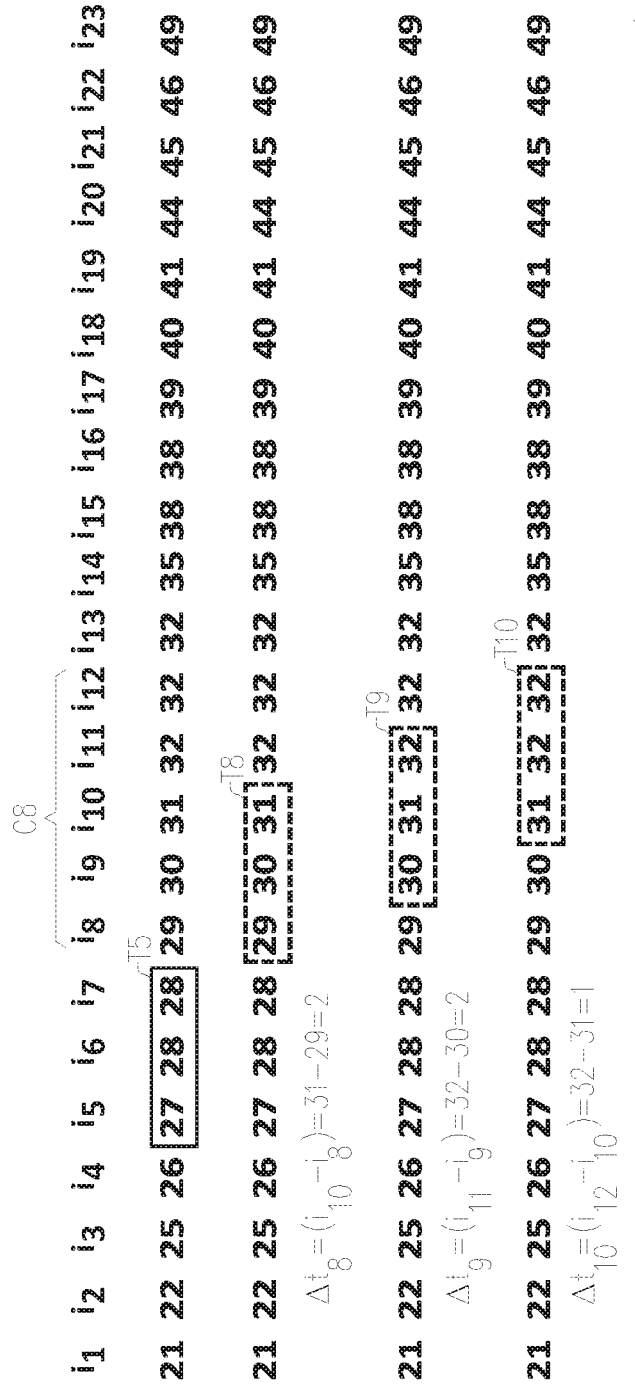 C8
i1 i2 i3 i4 i5 i6 i7 i8 i9 i10 i11 i12 i13 i14 i15 i16 i17 i18 i19 i20 i21 i22 i23
T5
21 22 25 26 27 28 28 29 30 31 32 32 32 35 38 38 39 40 41 44 45 46 49
T8
21 22 25 26 27 28 28 29 30 31 32 32 32 35 38 38 39 40 41 44 45 46 49
Δt8=(i10-i8)=31-29=2
T9
21 22 25 26 27 28 28 29 30 31 32 32 32 35 38 38 39 40 41 44 45 46 49
Δt9=(i11-i9)=32-30=2
T10
21 22 25 26 27 28 28 29 30 31 32 32 32 35 38 38 39 40 41 44 45 46 49
Δt10=(i12-i10)=32-31=1